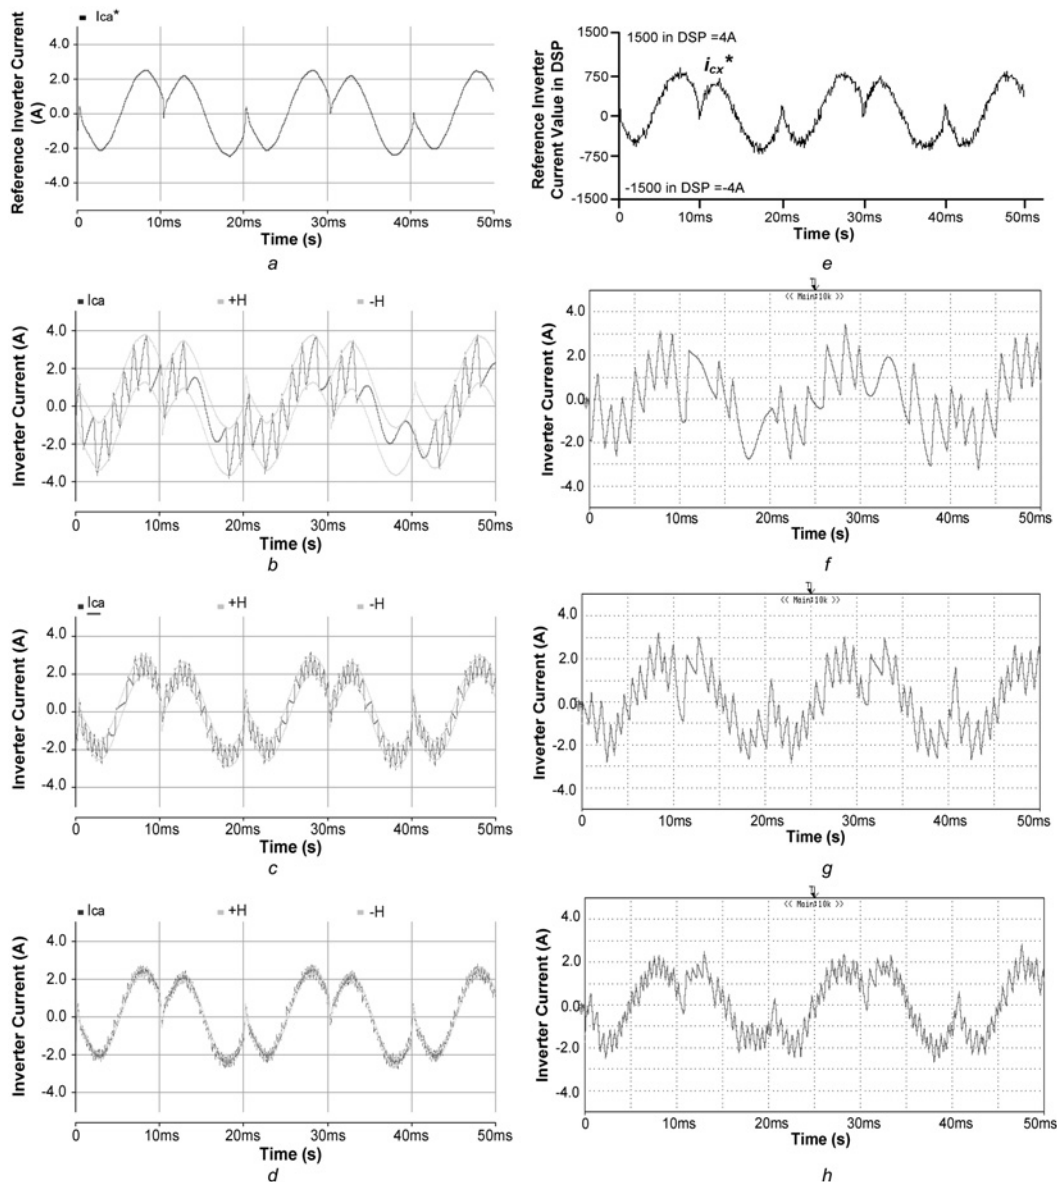 Ica*
Reference Inverter Current
(A)
4.0
2.0
0.0
-2.0
-4.0
0 10ms 20ms 30ms 40ms 50ms
Time (s)
a
Reference Inverter
Current Value in DSP
1500
750
0
-750
-1500
1500 in DSP =4A
icx*
-1500 in DSP =-4A
0 10ms 20ms 30ms 40ms 50ms
Time (s)
e
Ica +H -H
Inverter Current (A)
4.0
2.0
0.0
-2.0
-4.0
0 10ms 20ms 30ms 40ms 50ms
Time (s)
b
<< Main:10k >>
Inverter Current (A)
4.0
2.0
0.0
-2.0
-4.0
0 10ms 20ms 30ms 40ms 50ms
Time (s)
f
Ica +H -H
Inverter Current (A)
4.0
2.0
0.0
-2.0
-4.0
0 10ms 20ms 30ms 40ms 50ms
Time (s)
c
<< Main:10k >>
Inverter Current (A)
4.0
2.0
0.0
-2.0
-4.0
0 10ms 20ms 30ms 40ms 50ms
Time (s)
g
Ica +H -H
Inverter Current (A)
4.0
2.0
0.0
-2.0
-4.0
0 10ms 20ms 30ms 40ms 50ms
Time (s)
d
<< Main:10k >>
Inverter Current (A)
4.0
2.0
0.0
-2.0
-4.0
0 10ms 20ms 30ms 40ms 50ms
Time (s)
h